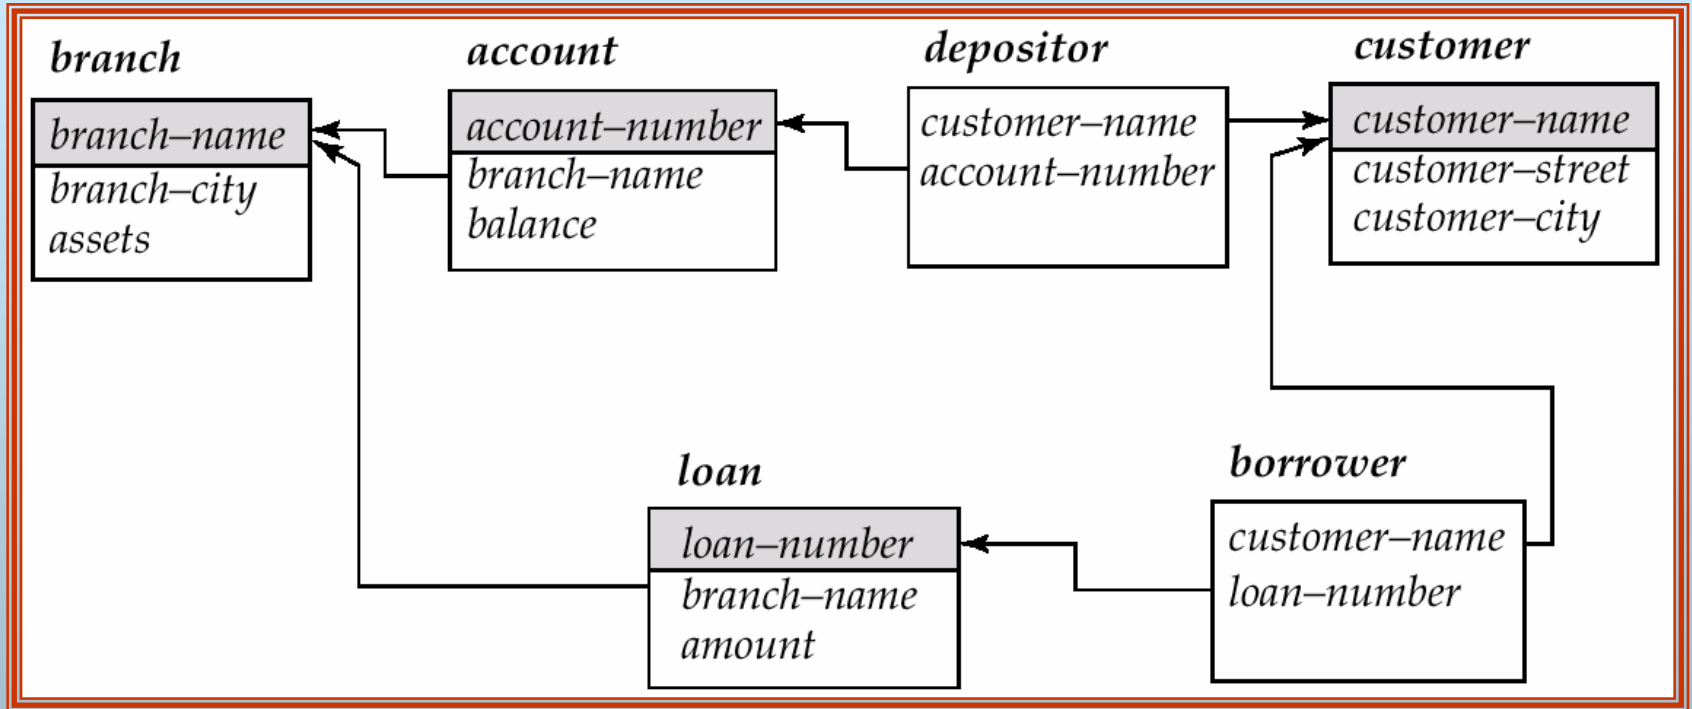 branch
branch–name
branch–city
assets
account
account–number
branch–name
balance
depositor
customer–name
account–number
customer
customer–name
customer–street
customer–city
loan
loan–number
branch–name
amount
borrower
customer–name
loan–number